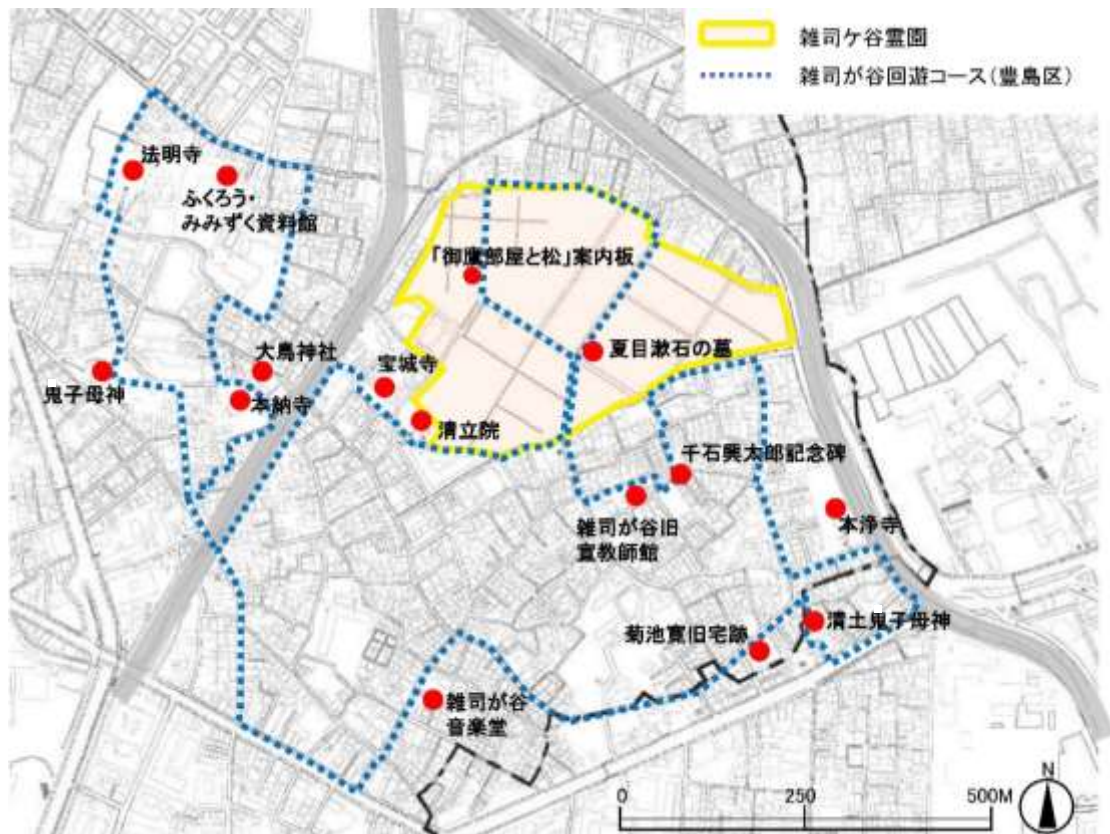 雑司ケ谷霊園
雑司が谷回遊コース(豊島区)
法明寺
ふくろう・
みみずく資料館
「御鷹部屋と松」案内板
大鳥神社
宝城寺
夏目漱石の墓
鬼子母神
本納寺
清立院
千石興太郎記念碑
雑司が谷旧
宣教師館
本浄寺
菊池寛旧宅跡
清土鬼子母神
雑司が谷
音楽堂
N
0
250
500M